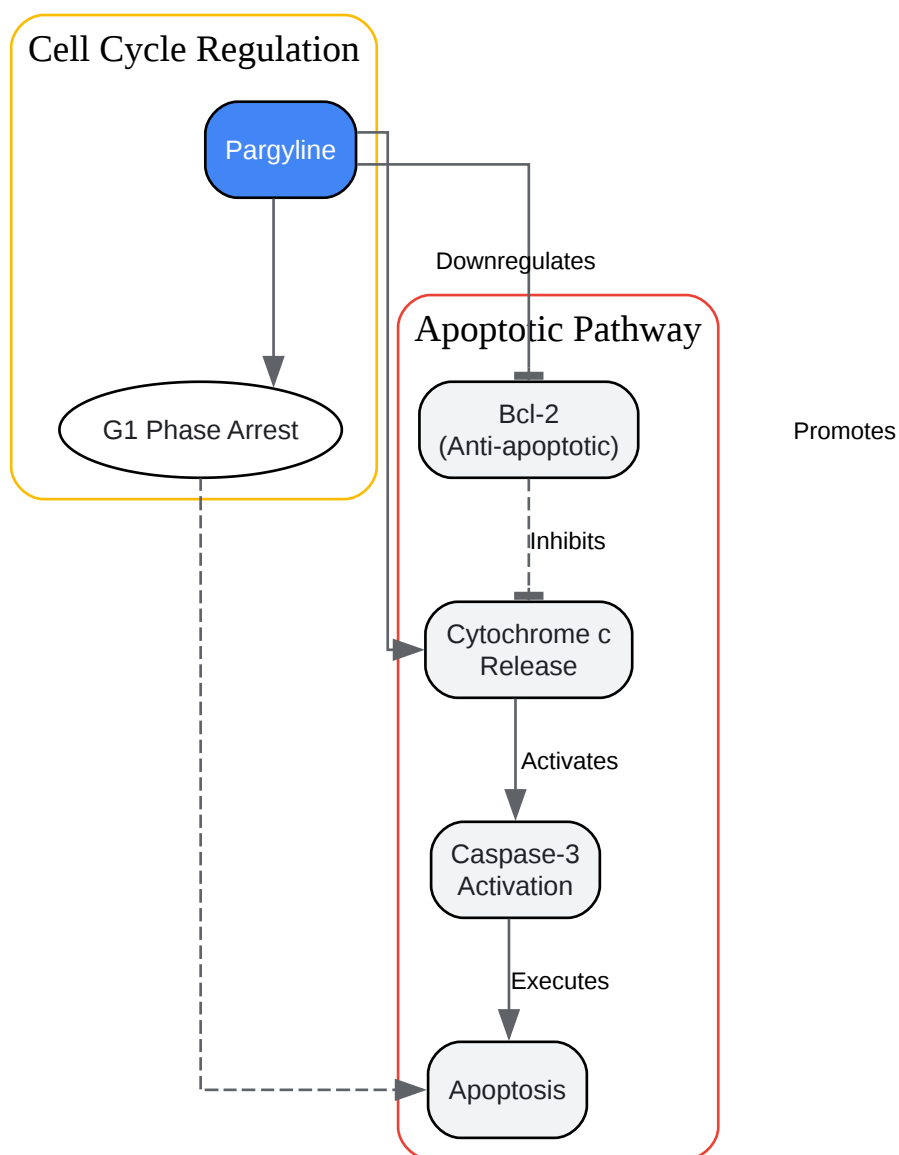 Cell Cycle Regulation
Pargyline
Downregulates
Apoptotic Pathway
G1 Phase Arrest
Bcl-2
(Anti-apoptotic)
Promotes
Inhibits
Cytochrome c
Release
Activates
Caspase-3
Activation
Executes
Apoptosis